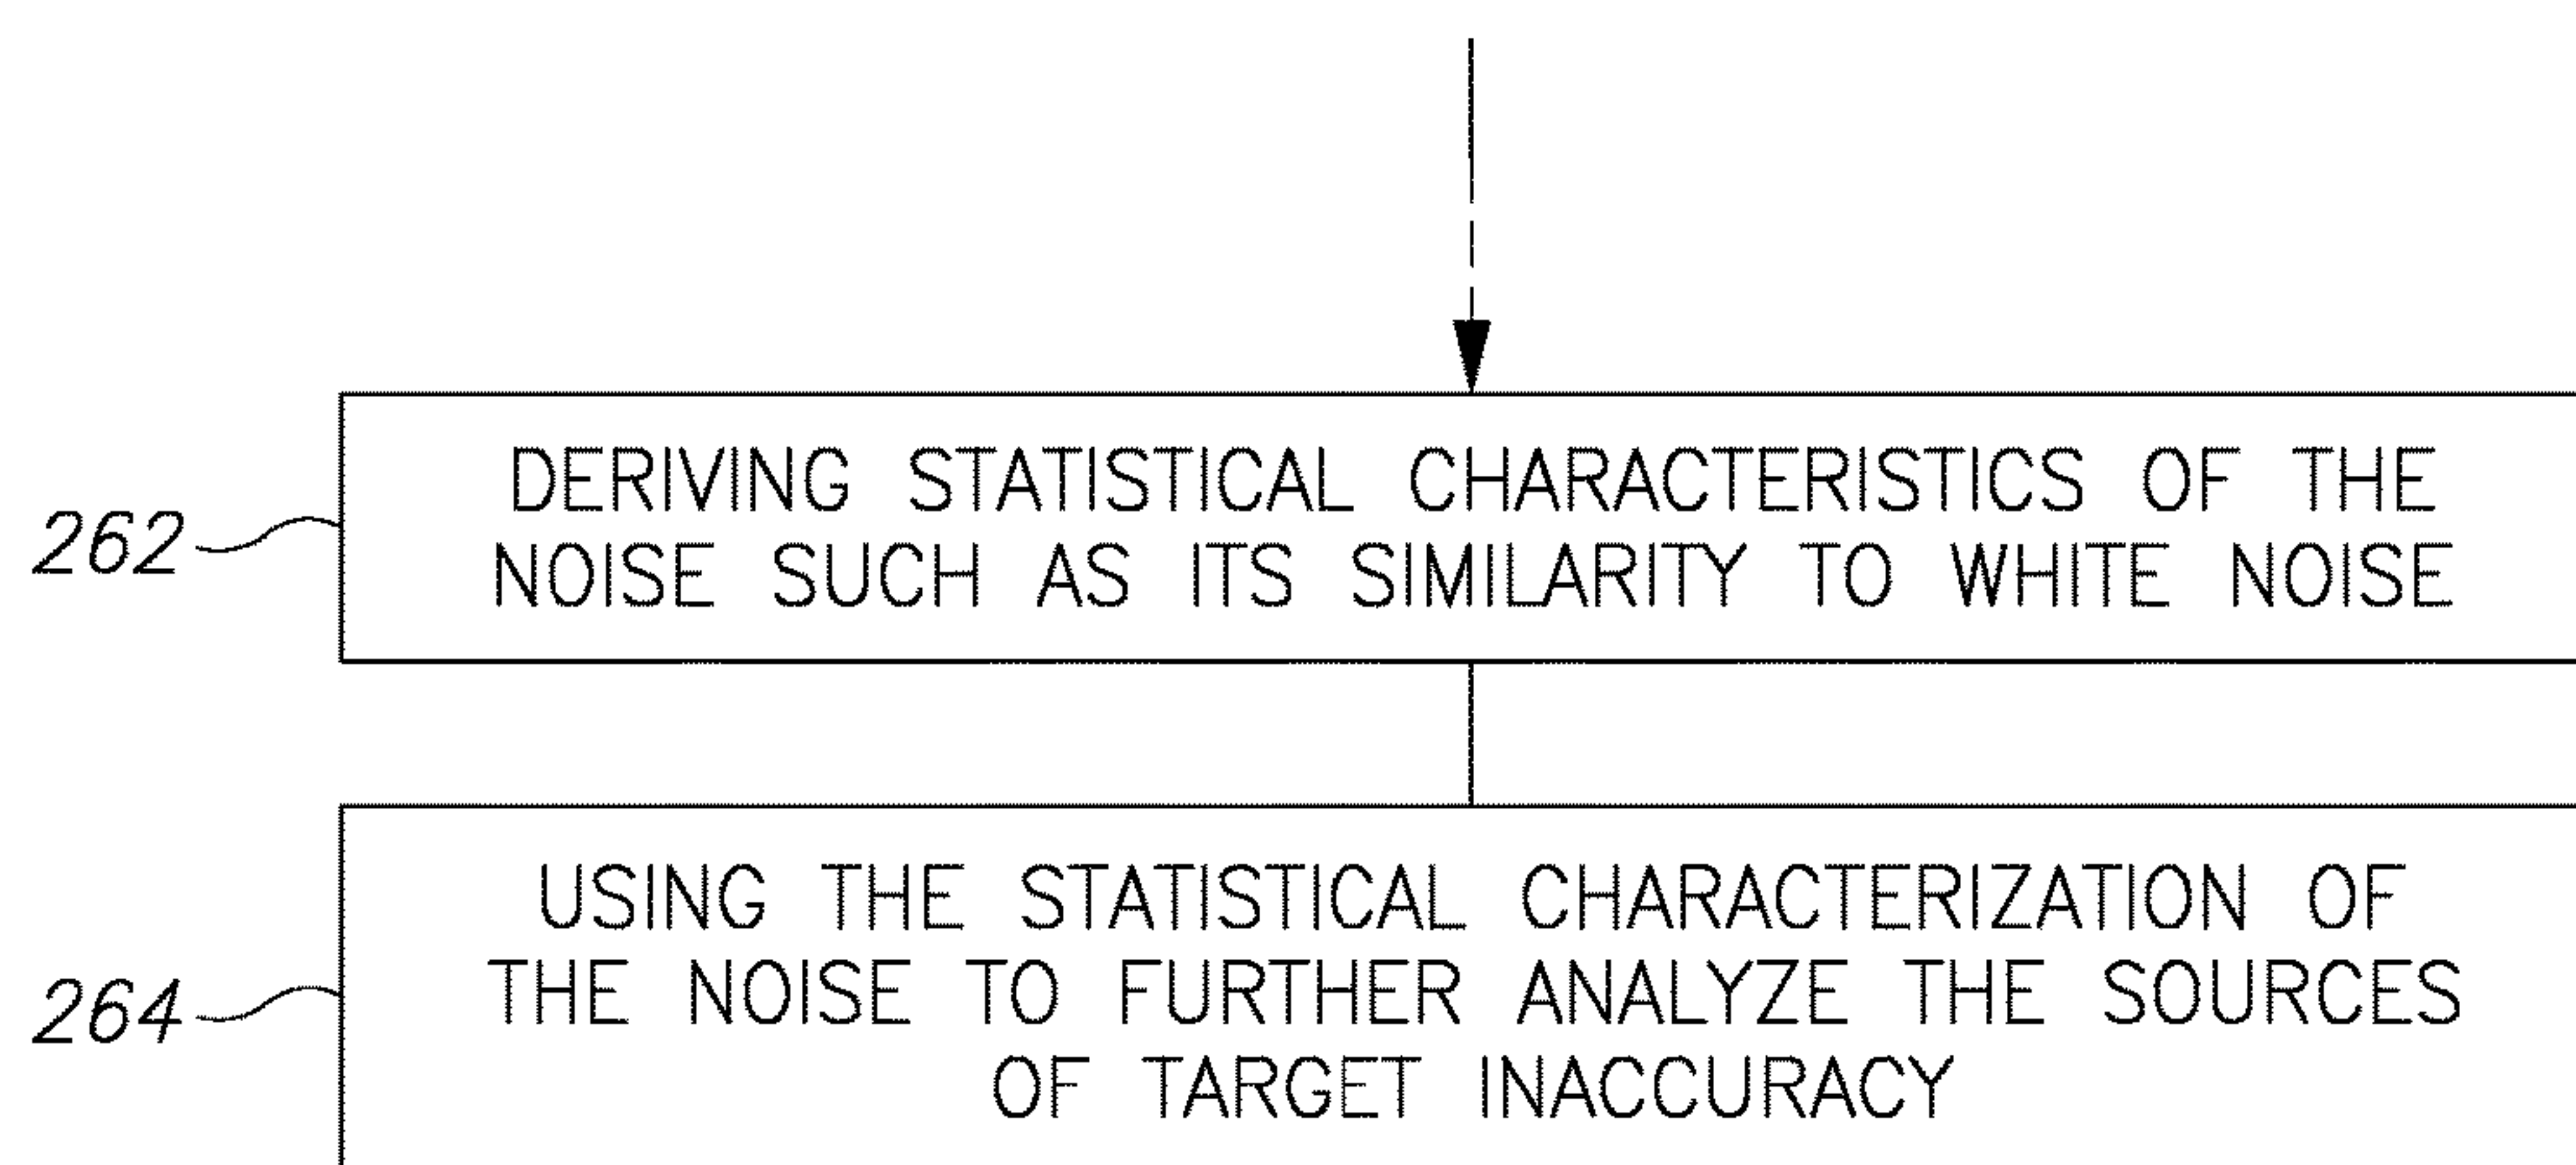 DERIVING STATISTICAL CHARACTERISTICS OF THE
262 NOISE SUCH AS ITS SIMILARITY TO WHITE NOISE
USING THE STATISTICAL CHARACTERIZATION OF
264 THE NOISE TO FURTHER ANALYZE THE SOURCES
OF TARGET INACCURACY